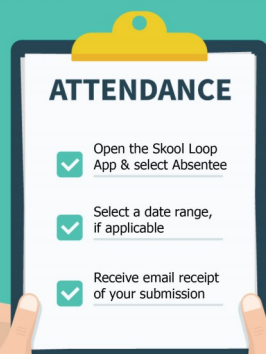 ATTENDANCE
Open the Skool Loop
App & select Absentee
Select a date range,
if applicable
Receive email receipt
of your submission